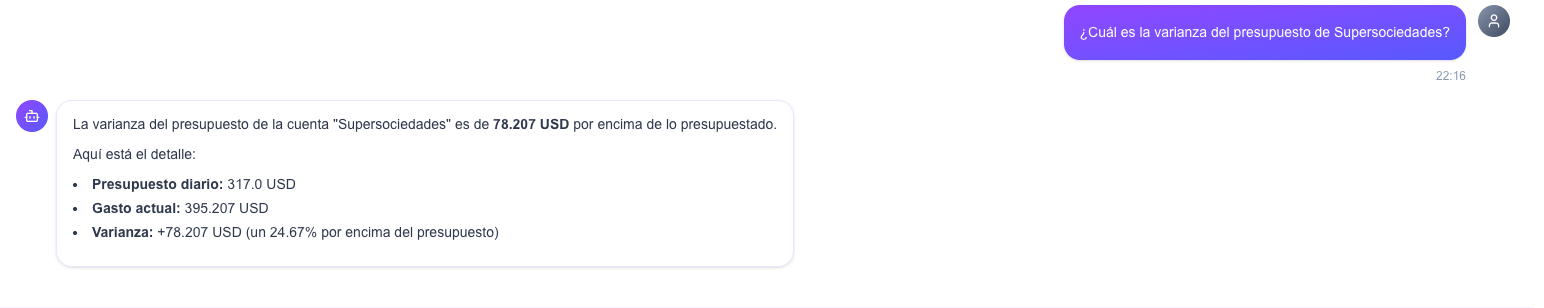 ¿Cuál es la varianza del presupuesto de Supersociedades?
22:16
La varianza del presupuesto de la cuenta "Supersociedades" es de 78.207 USD por encima de lo presupuestado.
Aquí está el detalle:
• Presupuesto diario: 317.0 USD
• Gasto actual: 395.207 USD
• Varianza: +78.207 USD (un 24.67% por encima del presupuesto)